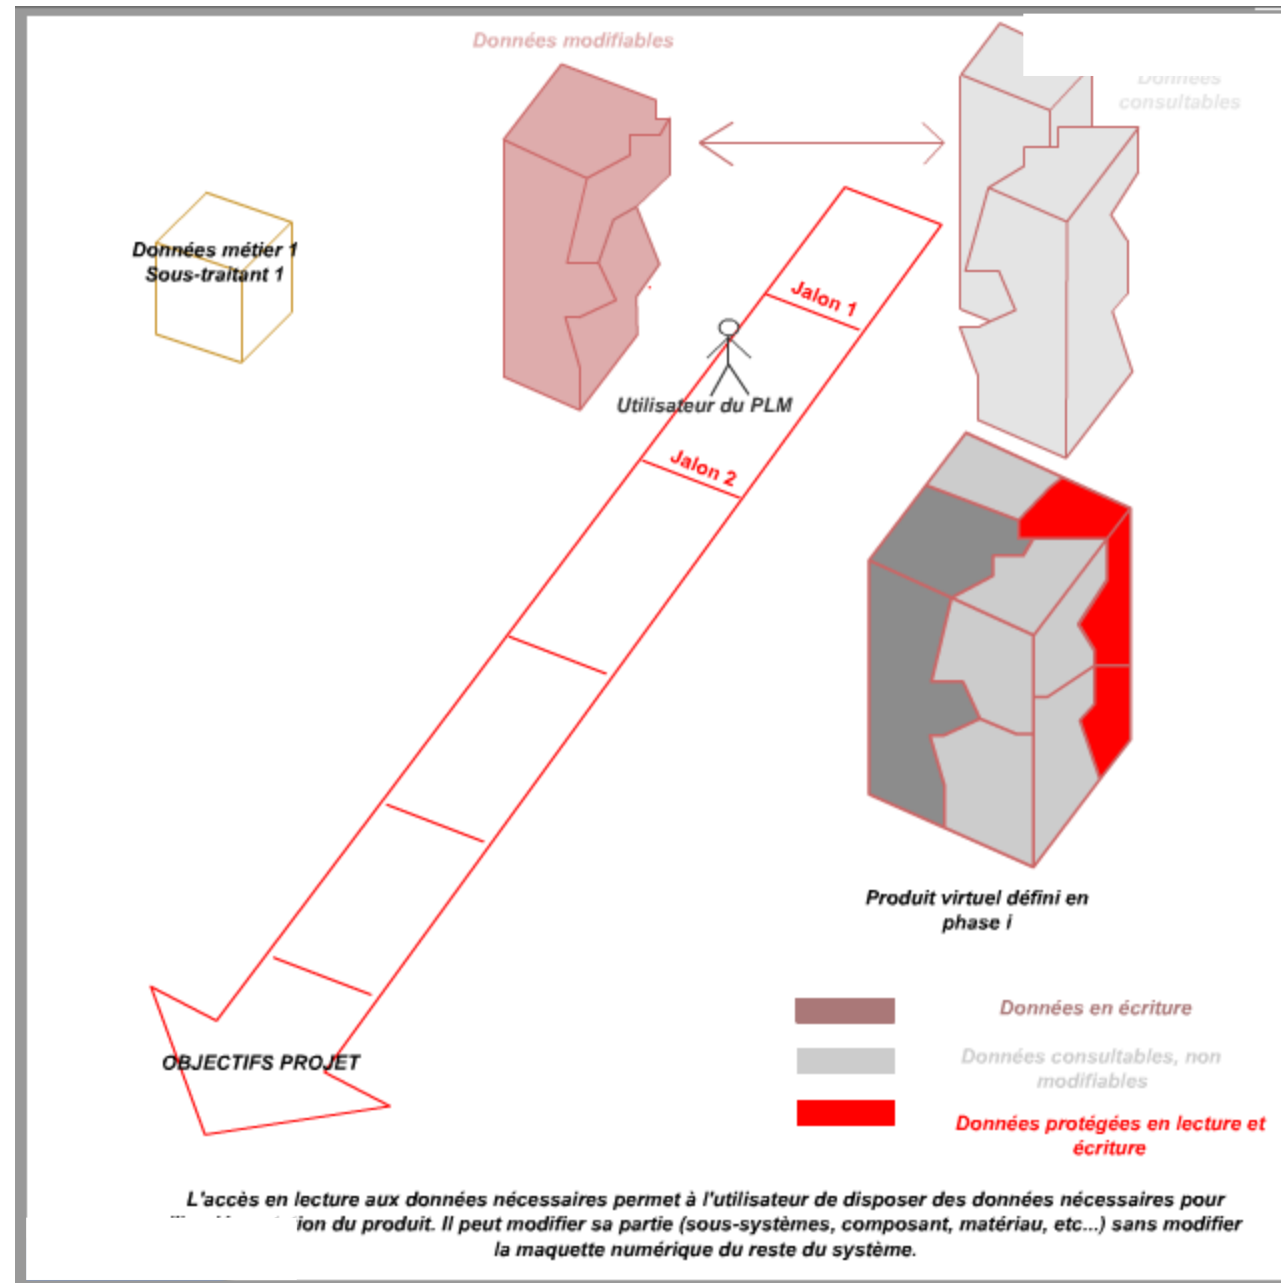 Données modifiables
Données
consultables
Données métier 1
Sous-traitant 1
Jalon 1
Utilisateur du PLM
Jalon 2
Produit virtuel défini en
phase i
Données en écriture
Données consultables, non
modifiables
OBJECTIFS PROJET
Données protégées en lecture et
écriture
L'accès en lecture aux données nécessaires permet à l'utilisateur de disposer des données nécessaires pour
du produit. Il peut modifier sa partie (sous-systèmes, composant, matériau, etc...) sans modifier
la maquette numérique du reste du système.